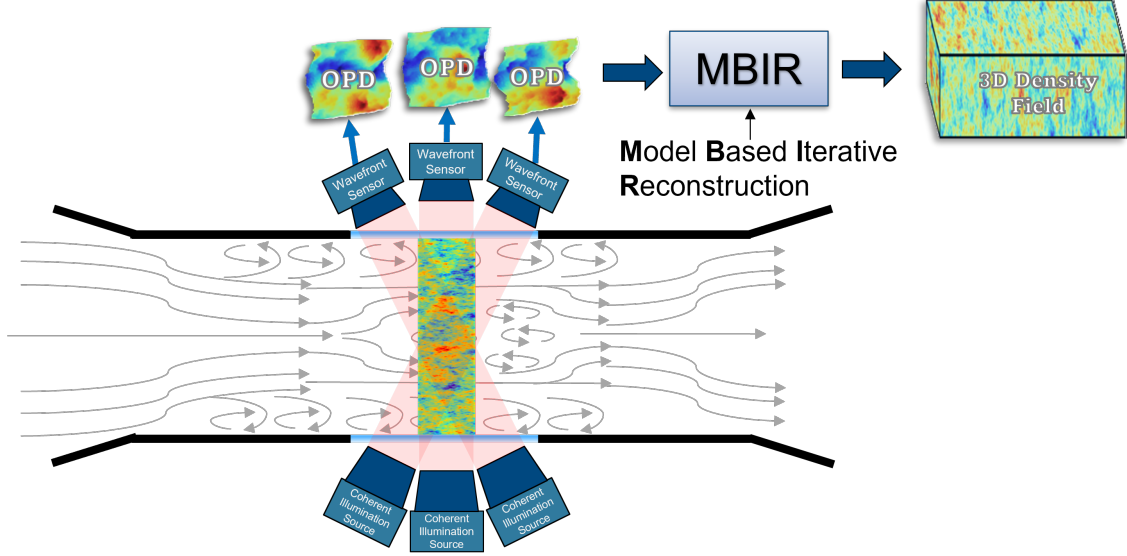 OPD
OPD
OPD
MBIR
3D Density
Field
Model Based Iterative
Reconstruction
Wavefront
Sensor
Wavefront
Sensor
Wavefront
Sensor
Coherent
Illumination
Source
Coherent
Illumination
Source
Coherent
Illumination
Source